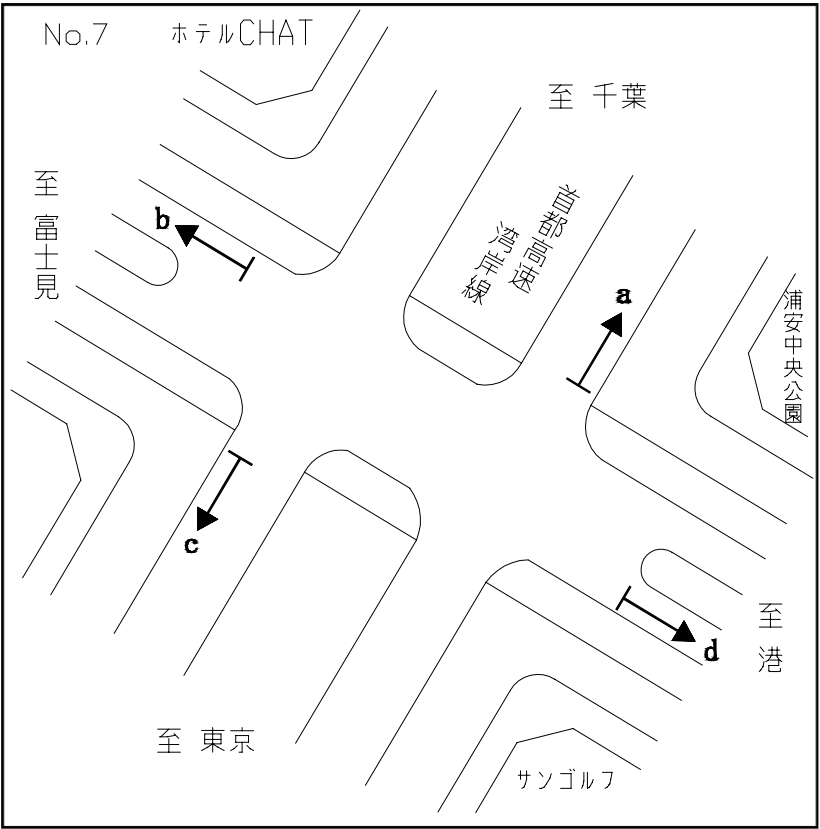 No.7 ホテルCHAT
至 千葉
至 富士見
首都高速
湾岸線
浦安中央公園
b
a
c
d
至 港
至 東京
サンゴルフ